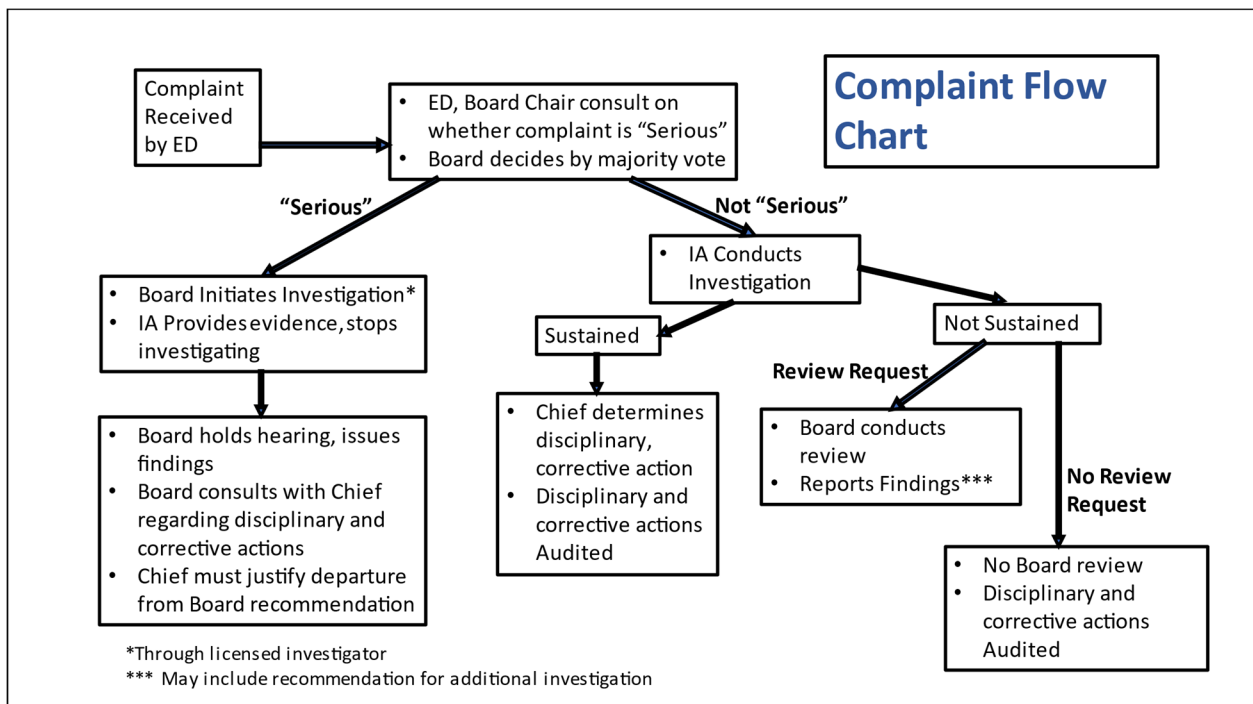 Complaint Flow
Chart
Complaint
Received
by ED
• ED, Board Chair consult on
whether complaint is “Serious”
• Board decides by majority vote
“Serious”
Not “Serious”
• Board Initiates Investigation*
• IA Provides evidence, stops
investigating
• IA Conducts
Investigation
Sustained
Not Sustained
Review Request
No Review
Request
• Board holds hearing, issues
findings
• Board consults with Chief
regarding disciplinary and
corrective actions
• Chief must justify departure
from Board recommendation
• Chief determines
disciplinary,
corrective action
• Disciplinary and
corrective actions
Audited
• Board conducts
review
• Reports Findings***
• No Board review
• Disciplinary and
corrective actions
Audited
*Through licensed investigator
*** May include recommendation for additional investigation